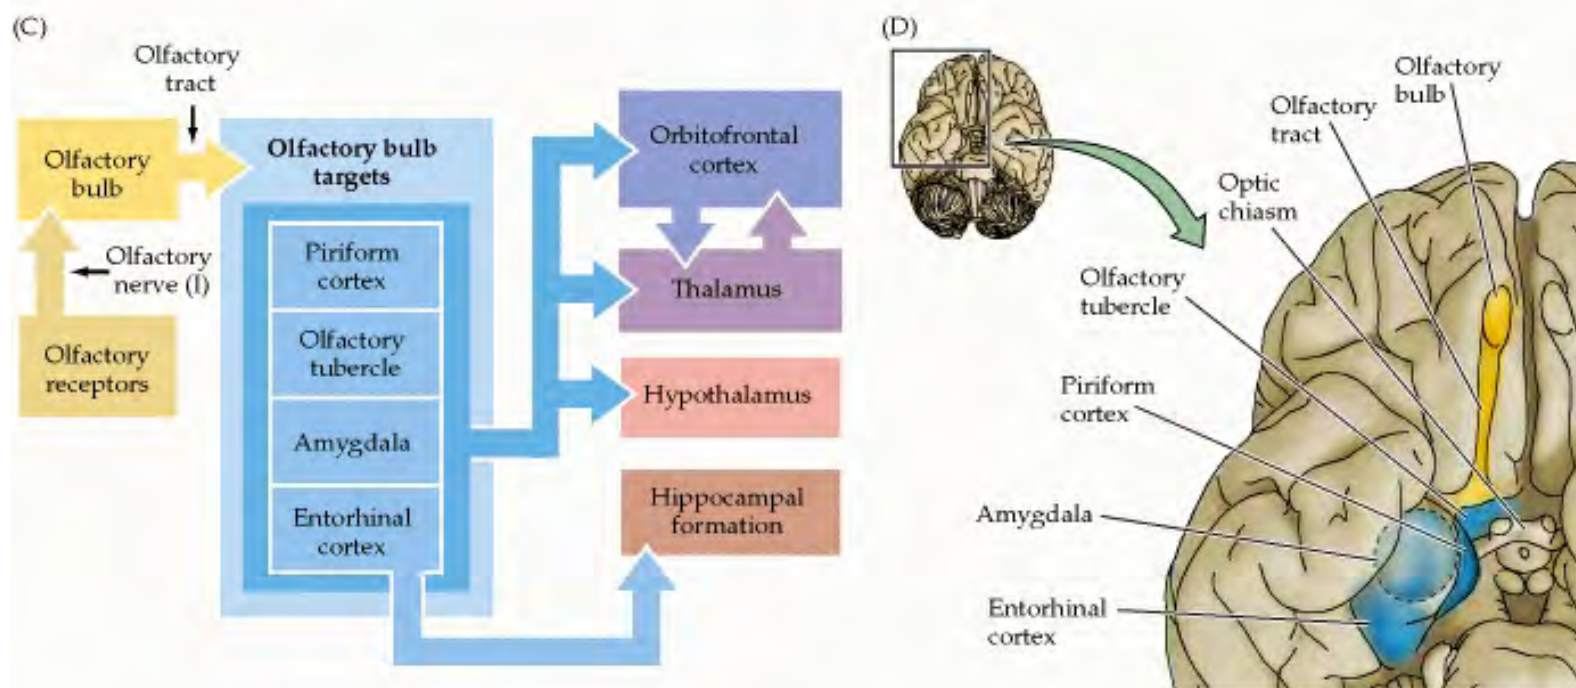 (C)
Olfactory
tract
Olfactory
bulb
Olfactory bulb
targets
Olfactory
nerve (I)
Olfactory
receptors
Piriform
cortex
Olfactory
tubercle
Amygdala
Entorhinal
cortex
Orbitofrontal
cortex
Thalamus
Hypothalamus
Hippocampal
formation
(D)
Olfactory
bulb
Olfactory
tract
Optic
chiasm
Olfactory
tubercle
Piriform
cortex
Amygdala
Entorhinal
cortex